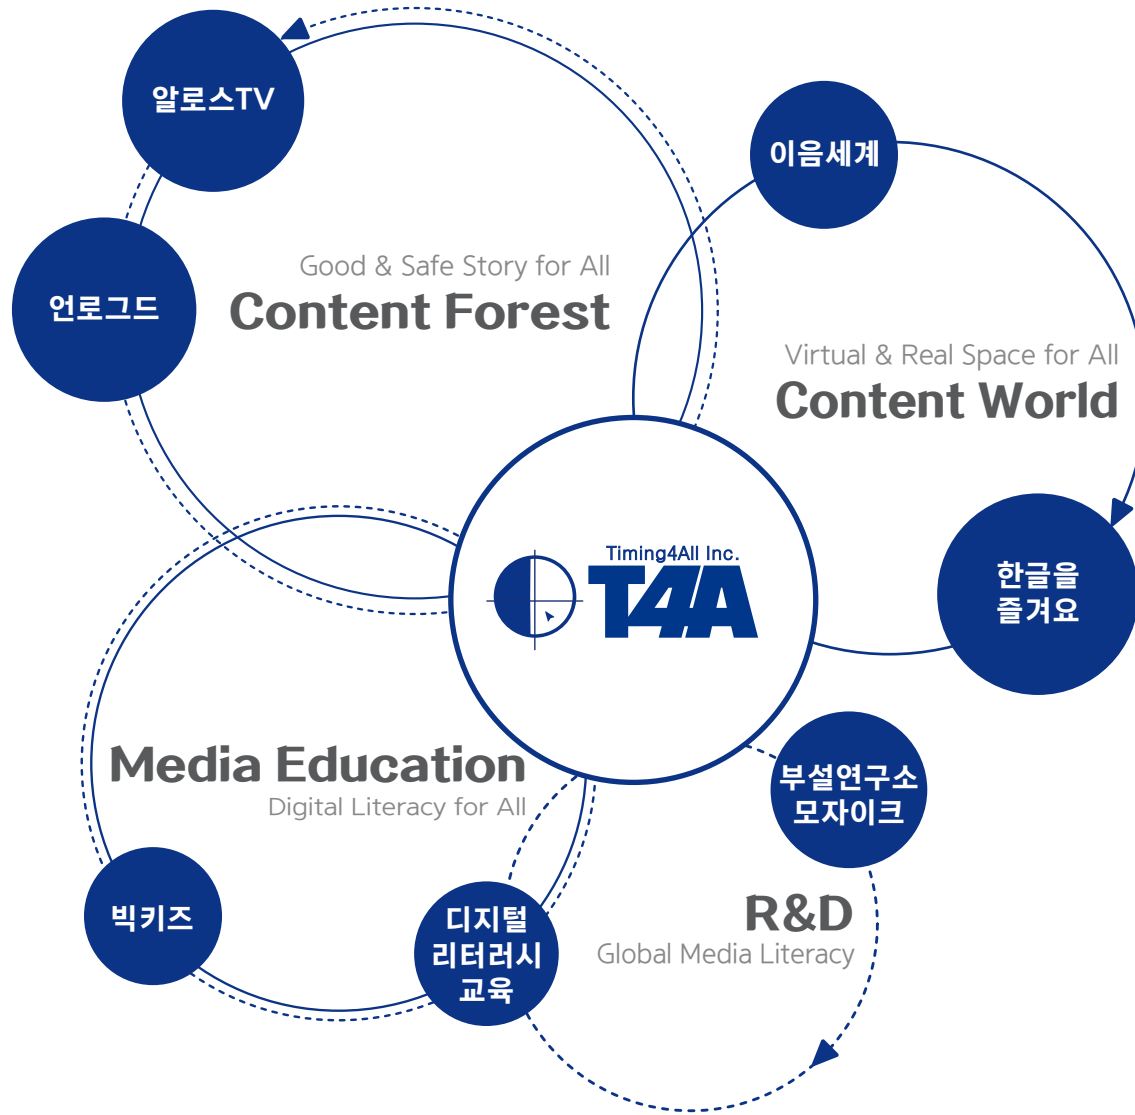 알로스TV
이음세계
언로그드
Good & Safe Story for All
Content Forest
Virtual & Real Space for All
Content World
Timing4All Inc.
T4A
한글을
즐겨요
Media Education
Digital Literacy for All
부설연구소
모자이크
빅키즈
디지털
리터러시
교육
R&D
Global Media Literacy